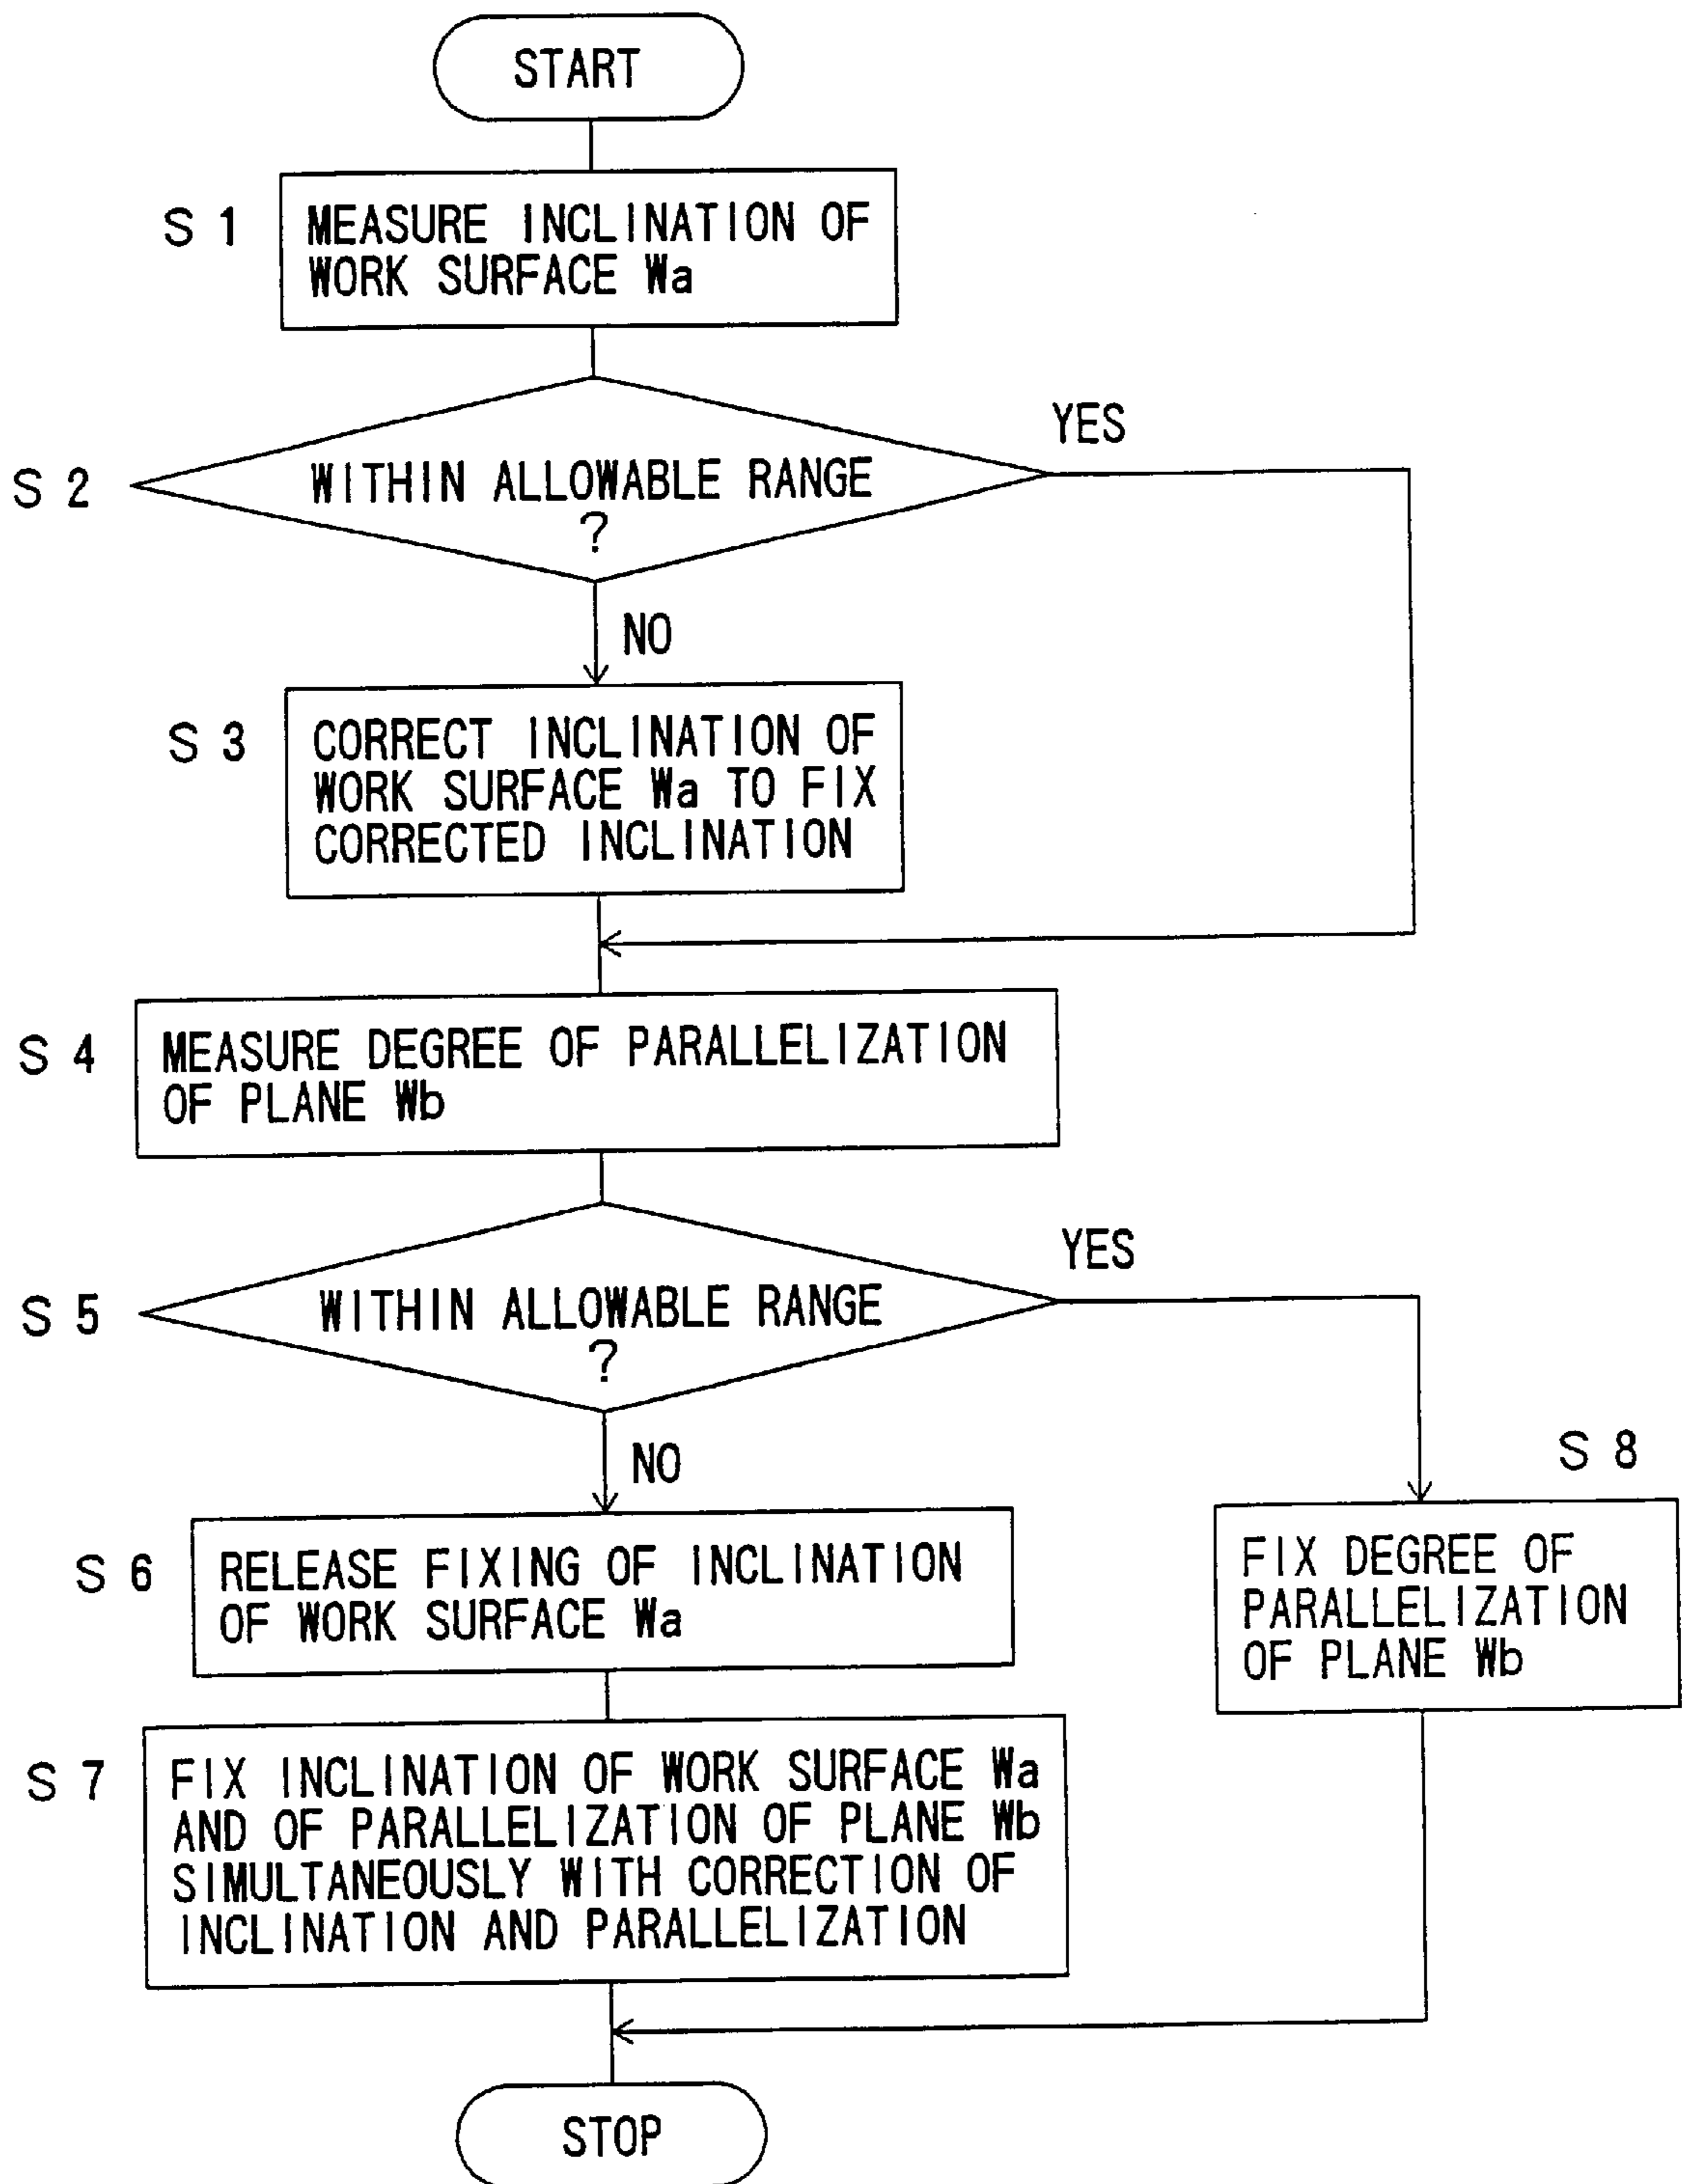 START
S 1
MEASURE INCLINATION OF
WORK SURFACE Wa
YES
S 2
WITHIN ALLOWABLE RANGE
?
NO
S 3
CORRECT INCLINATION OF
WORK SURFACE Wa TO FIX
CORRECTED INCLINATION
S 4
MEASURE DEGREE OF PARALLELIZATION
OF PLANE Wb
YES
S 5
WITHIN ALLOWABLE RANGE
?
NO
S 8
S 6
RELEASE FIXING OF INCLINATION
OF WORK SURFACE Wa
FIX DEGREE OF
PARALLELIZATION
OF PLANE Wb
S 7
FIX INCLINATION OF WORK SURFACE Wa
AND OF PARALLELIZATION OF PLANE Wb
SIMULTANEOUSLY WITH CORRECTION OF
INCLINATION AND PARALLELIZATION
STOP